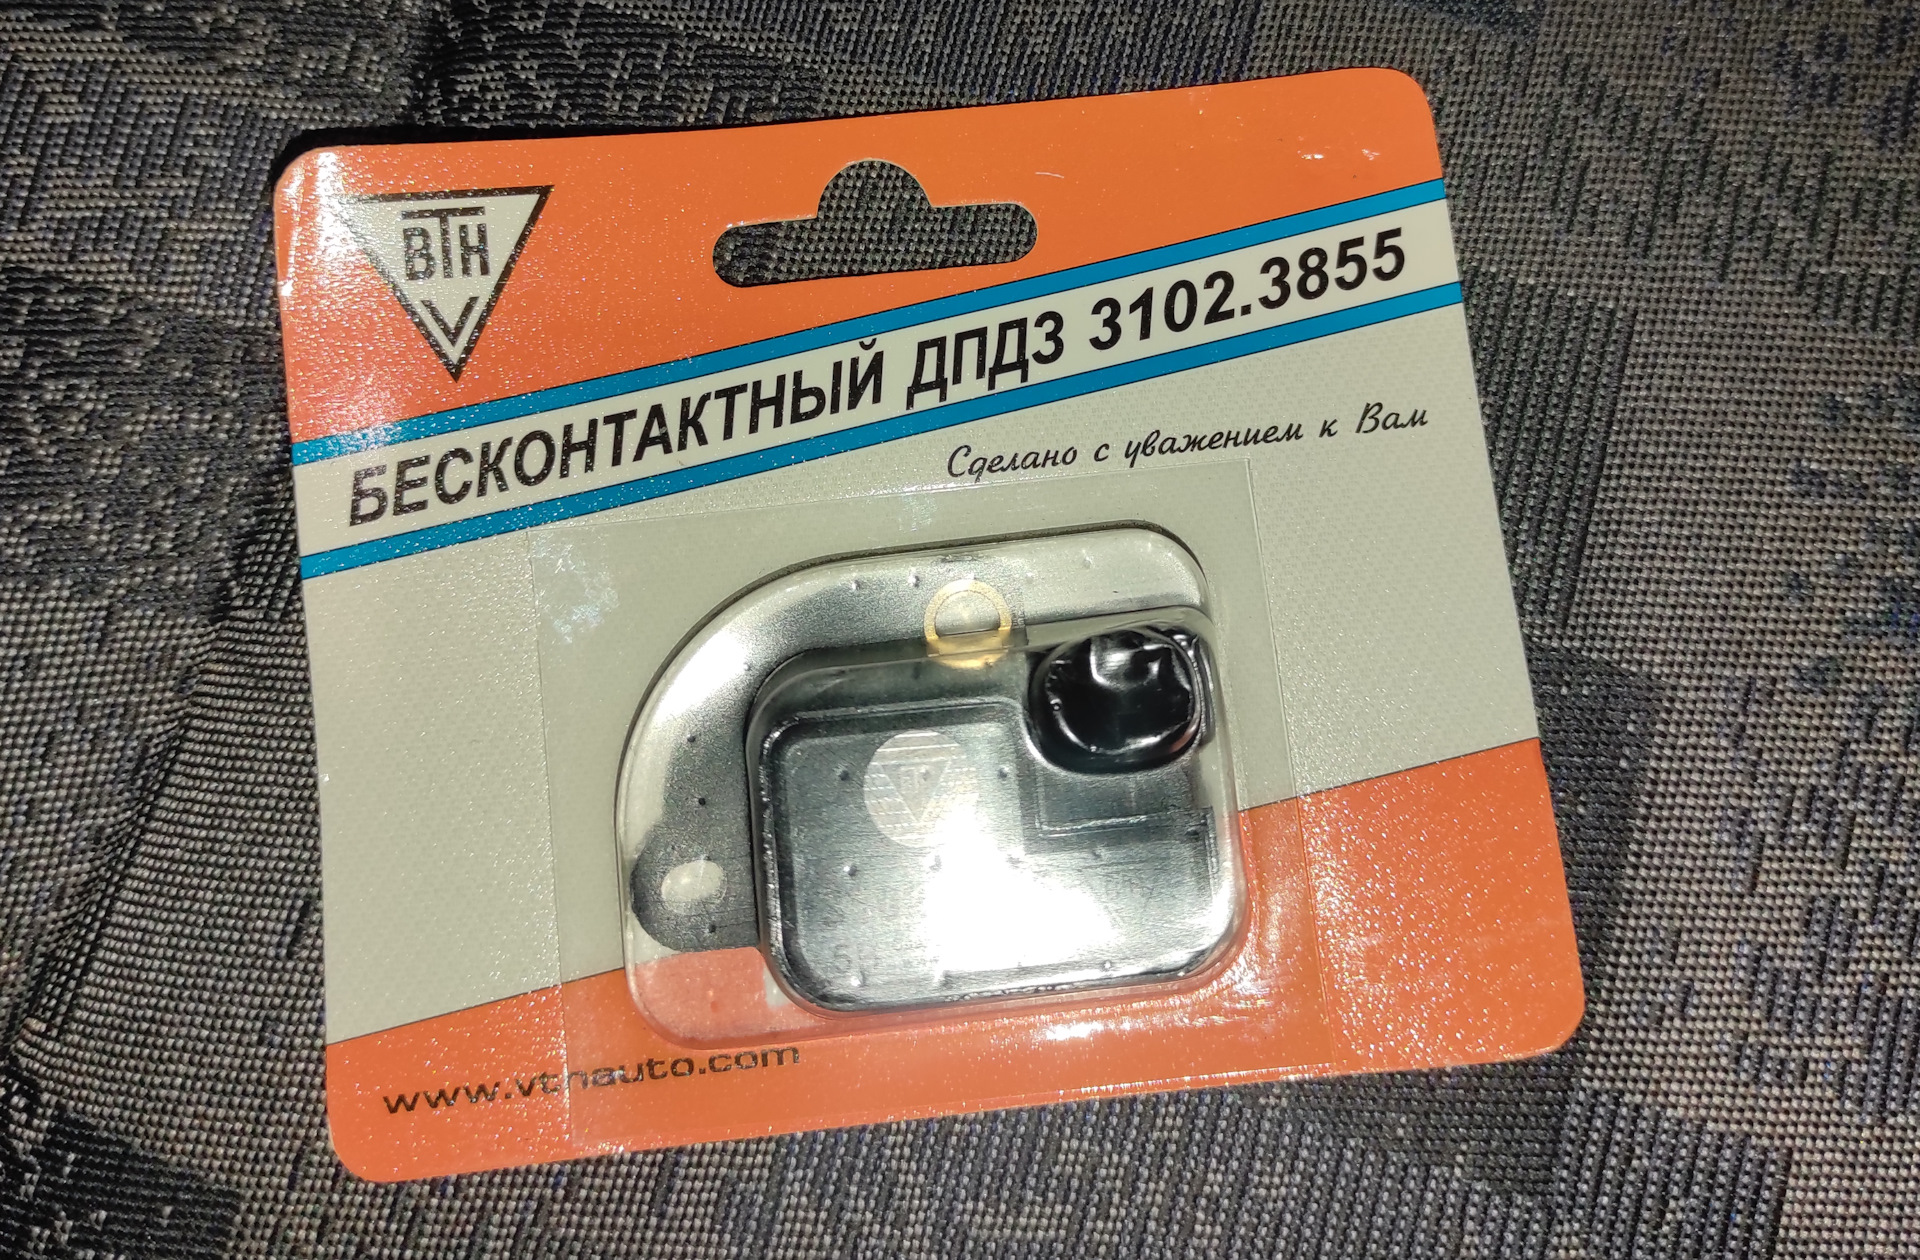 ВТН
V
БЕСКОНТАКТНЫЙ ДПДЗ 3102.3855
Сделано с уважением к Вам
www.vtnauto.com